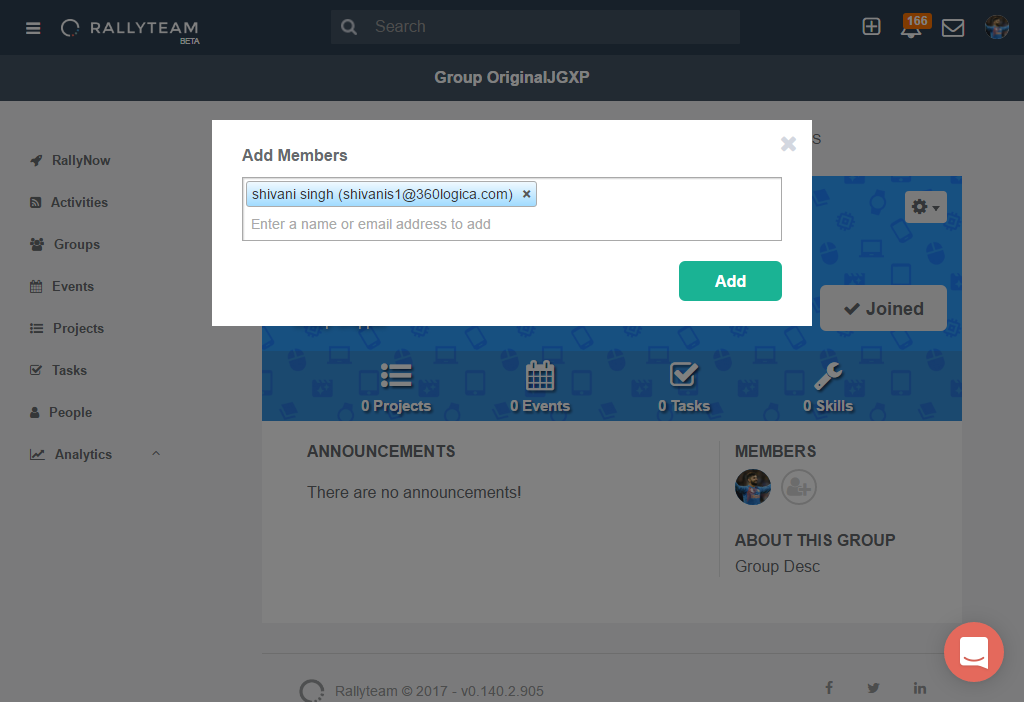 RALLYTEAM
BETA
Search
166
Group OriginalJGXP
RallyNow
Activities
Groups
Events
Projects
Tasks
People
Analytics
Add Members
shivani singh (shivanis1@360logica.com) ×
Enter a name or email address to add
Add
Joined
0 Projects
0 Events
0 Tasks
0 Skills
ANNOUNCEMENTS
There are no announcements!
MEMBERS
ABOUT THIS GROUP
Group Desc
Rallyteam © 2017 - v0.140.2.905